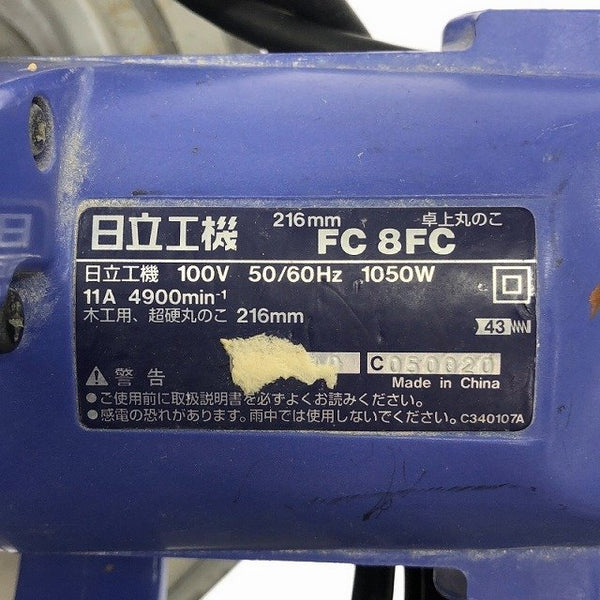 216mm 卓上丸のこ
日立工機 FC 8FC
日立工機 100V 50/60Hz 1050W
11A 4900min⁻¹
木工用、超硬丸のこ 216mm
43
C050020
警告 Made in China
●ご使用前に取扱説明書を必ずよくお読みください。
●感電の恐れがあります。雨中では使用しないでください。 C340107A